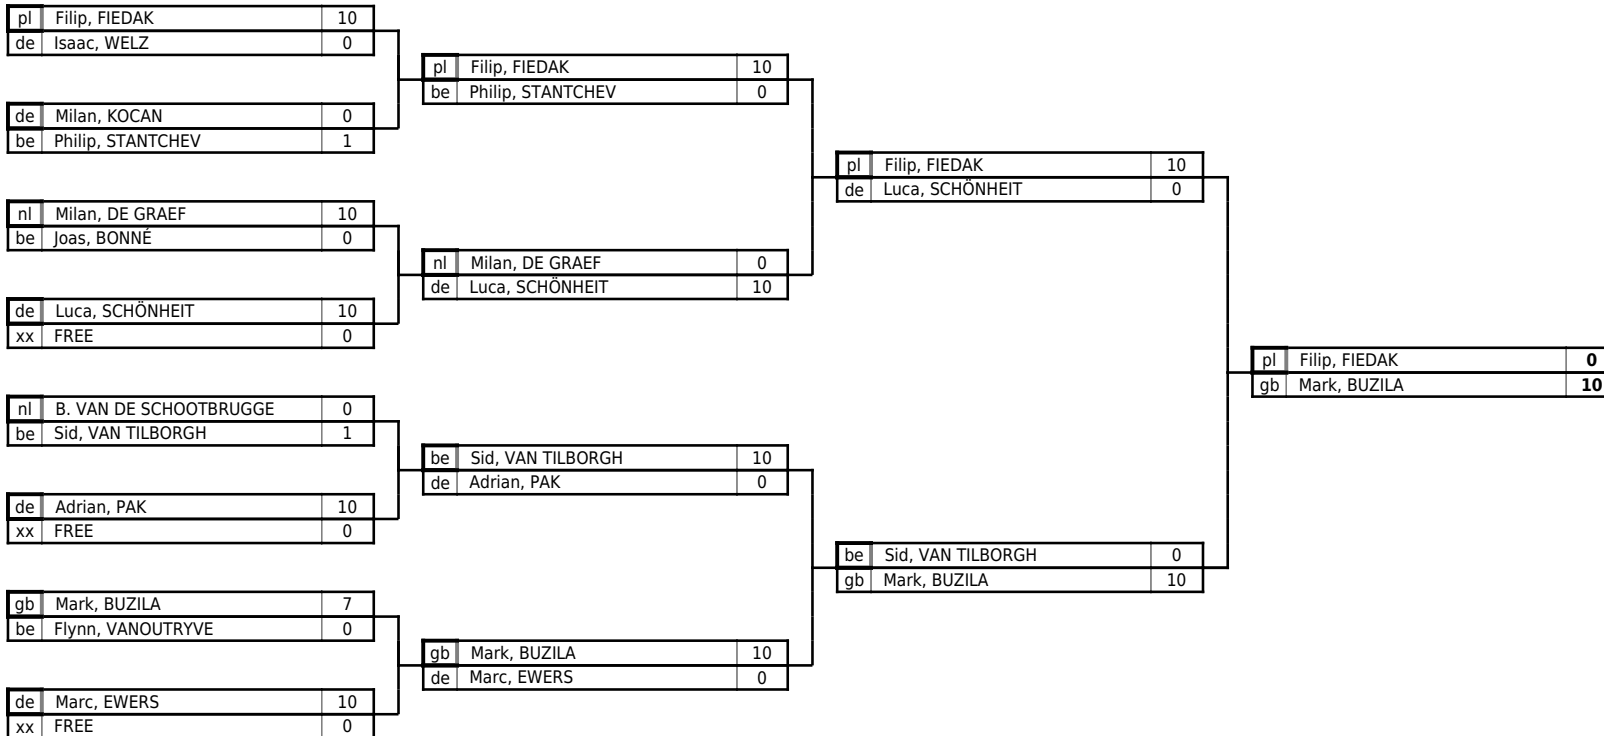 pl Filip, FIEDAK 10
de Isaac, WELZ 0
de Milan, KOCAN 0
be Philip, STANTCHEV 1
nl Milan, DE GRAEF 10
be Joas, BONNÉ 0
de Luca, SCHÖNHEIT 10
xx FREE 0
nl B. VAN DE SCHOOTBRUGGE 0
be Sid, VAN TILBORGH 1
de Adrian, PAK 10
xx FREE 0
gb Mark, BUZILA 7
be Flynn, VANOUTRYVE 0
de Marc, EWERS 10
xx FREE 0
pl Filip, FIEDAK 10
be Philip, STANTCHEV 0
nl Milan, DE GRAEF 0
de Luca, SCHÖNHEIT 10
be Sid, VAN TILBORGH 10
de Adrian, PAK 0
gb Mark, BUZILA 10
de Marc, EWERS 0
pl Filip, FIEDAK 10
de Luca, SCHÖNHEIT 0
be Sid, VAN TILBORGH 0
gb Mark, BUZILA 10
pl Filip, FIEDAK 0
gb Mark, BUZILA 10